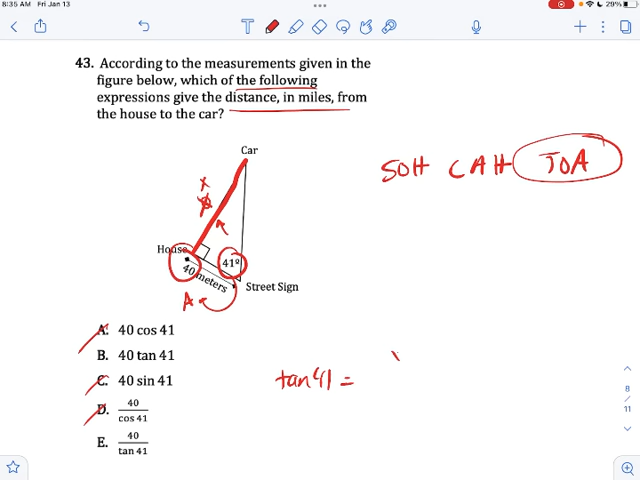 8:35 AM Fri Jan 13
29%
43. According to the measurements given in the
figure below, which of the following
expressions give the distance, in miles, from
the house to the car?
SOH CAH TOA
Car
x
House
41º
40 meters
Street Sign
A
A. 40 cos 41
B. 40 tan 41
C. 40 sin 41
D. 40
cos 41
E. 40
tan 41
tan 41 =
8
/
11